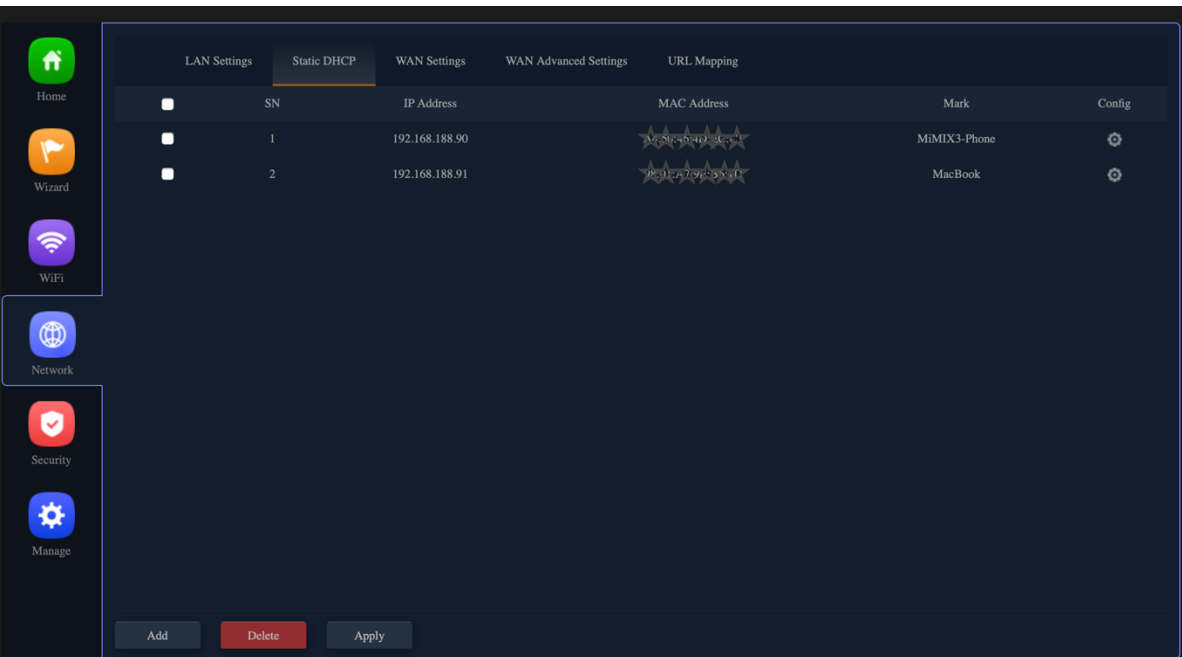 Home
Wizard
WiFi
Network
Security
Manage
LAN Settings Static DHCP WAN Settings WAN Advanced Settings URL Mapping
SN IP Address MAC Address Mark Config
1 192.168.188.90 MiMIX3-Phone
2 192.168.188.91 MacBook
Add Delete Apply